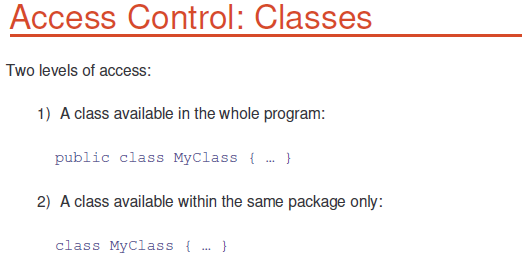 Access Control: Classes
Two levels of access:
1) A class available in the whole program:
public class MyClass { … }
2) A class available within the same package only:
class MyClass { … }